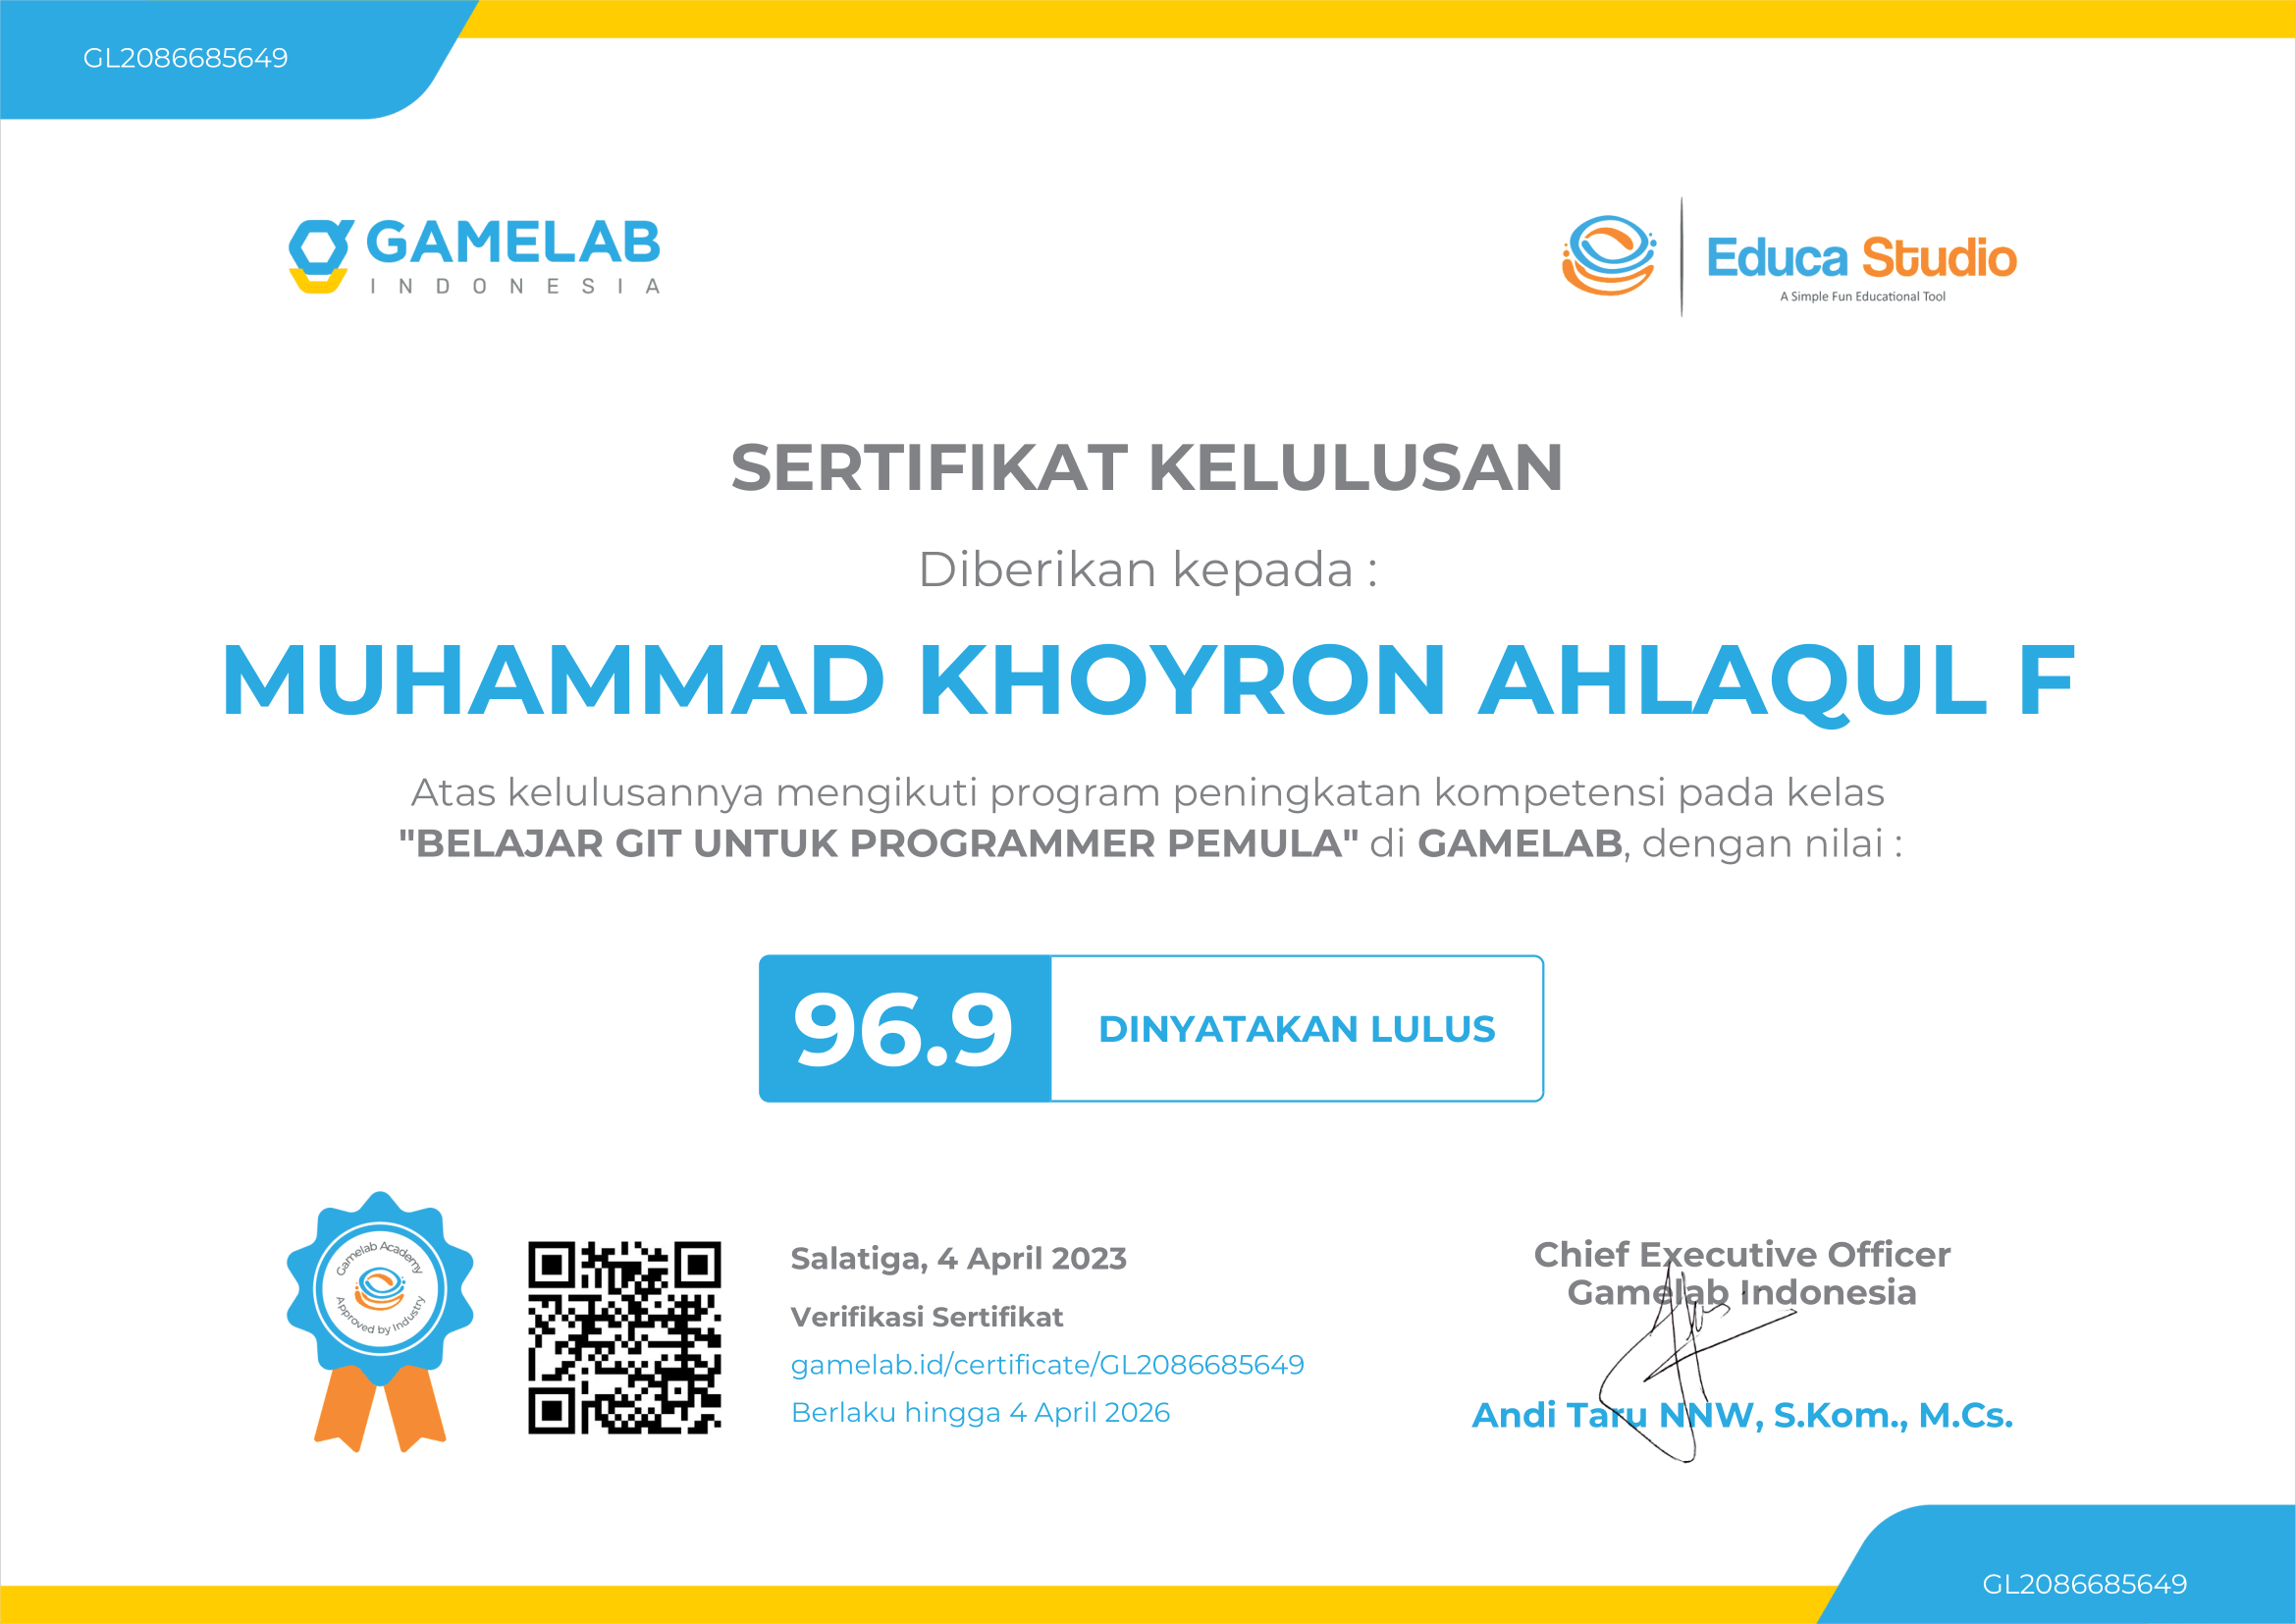 GL2086685649
GAMELAB
INDONESIA
Educa Studio
A Simple Fun Educational Tool
SERTIFIKAT KELULUSAN
Diberikan kepada :
MUHAMMAD KHOYRON AHLAQUL F
Atas kelulusannya mengikuti program peningkatan kompetensi pada kelas
"BELAJAR GIT UNTUK PROGRAMMER PEMULA" di GAMELAB, dengan nilai :
96.9
DINYATAKAN LULUS
Gamelab Academy
Approved by Industry
Salatiga, 4 April 2023
Verifikasi Sertifikat
gamelab.id/certificate/GL2086685649
Berlaku hingga 4 April 2026
Chief Executive Officer
Gamelab Indonesia
Andi Taru NNW, S.Kom., M.Cs.
GL2086685649